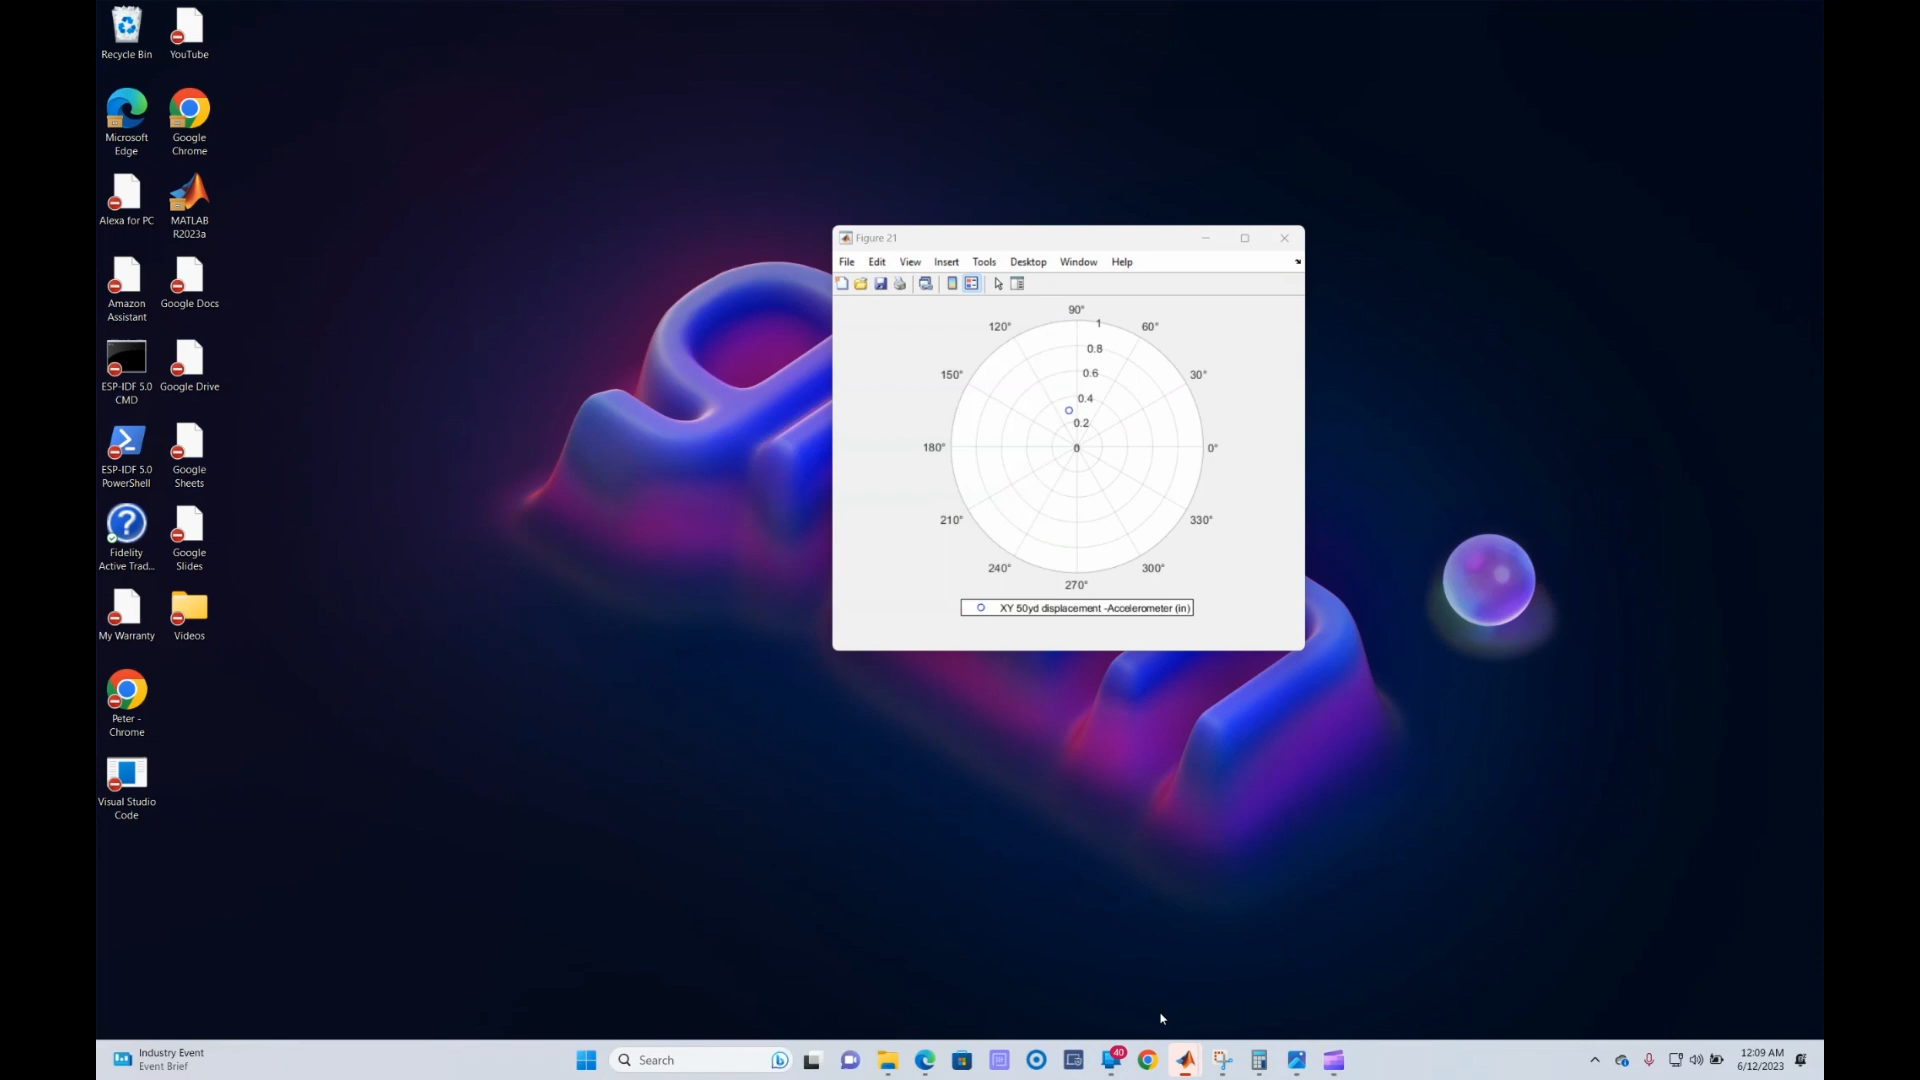 Recycle Bin
YouTube
Microsoft
Edge
Google
Chrome
Alexa for PC
MATLAB
R2023a
Amazon
Assistant
Google Docs
ESP-IDF 5.0
CMD
Google Drive
ESP-IDF 5.0
PowerShell
Google
Sheets
Fidelity
Active Trad...
Google
Slides
My Warranty
Videos
Peter -
Chrome
Visual Studio
Code
Figure 21
File Edit View Insert Tools Desktop Window Help
90°
120°
1
60°
0.8
150°
0.6
30°
0.4
0.2
180°
0
0°
210°
330°
240°
300°
270°
XY 50yd displacement -Accelerometer (in)
Industry Event
Event Brief
Search
40
12:09 AM
6/12/2023